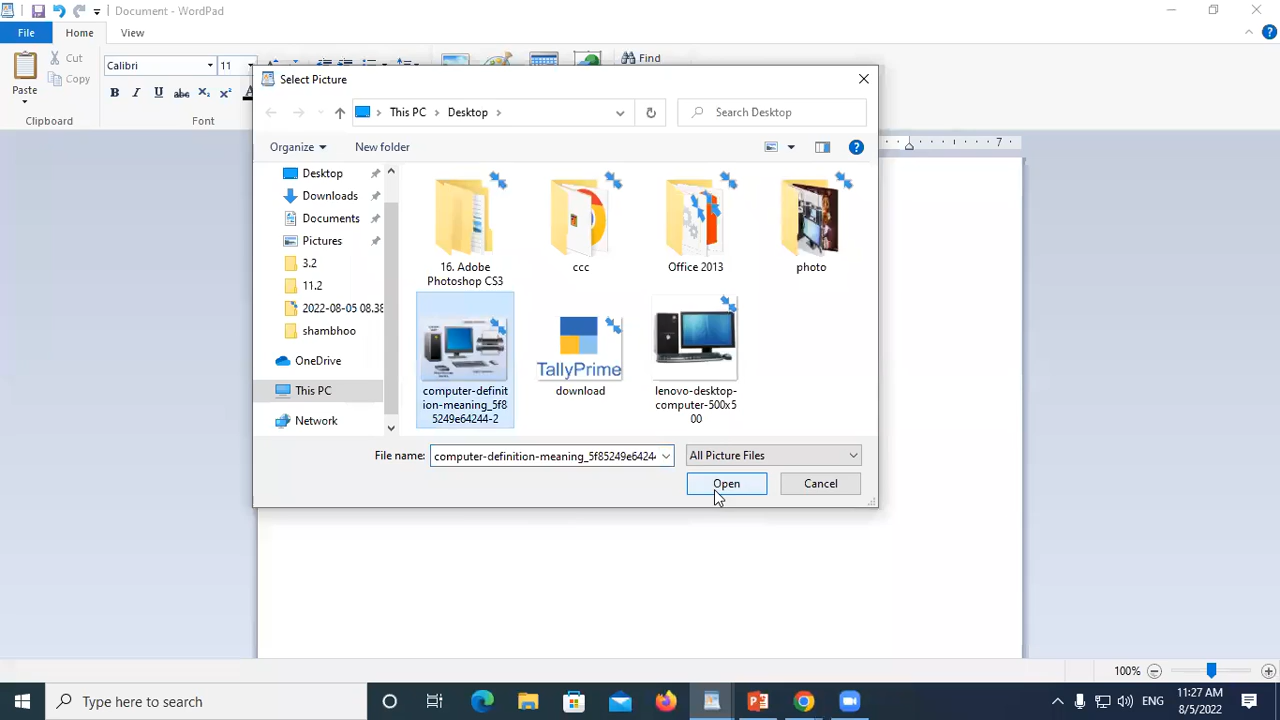 Document - WordPad
File
Home
View
Cut
Find
Calibri
11
Copy
Paste
Clipboard
Font
Select Picture
This PC
Desktop
Search Desktop
Organize
New folder
7
Desktop
Downloads
Documents
Pictures
3.2
11.2
2022-08-05 08.38
shambhoo
OneDrive
This PC
Network
16. Adobe
Photoshop CS3
ccc
Office 2013
photo
computer-definit
ion-meaning_5f8
5249e64244-2
TallyPrime
download
lenovo-desktop-
computer-500x5
00
File name:
computer-definition-meaning_5f85249e6424
All Picture Files
Open
Cancel
100%
Type here to search
ENG
11:27 AM
8/5/2022